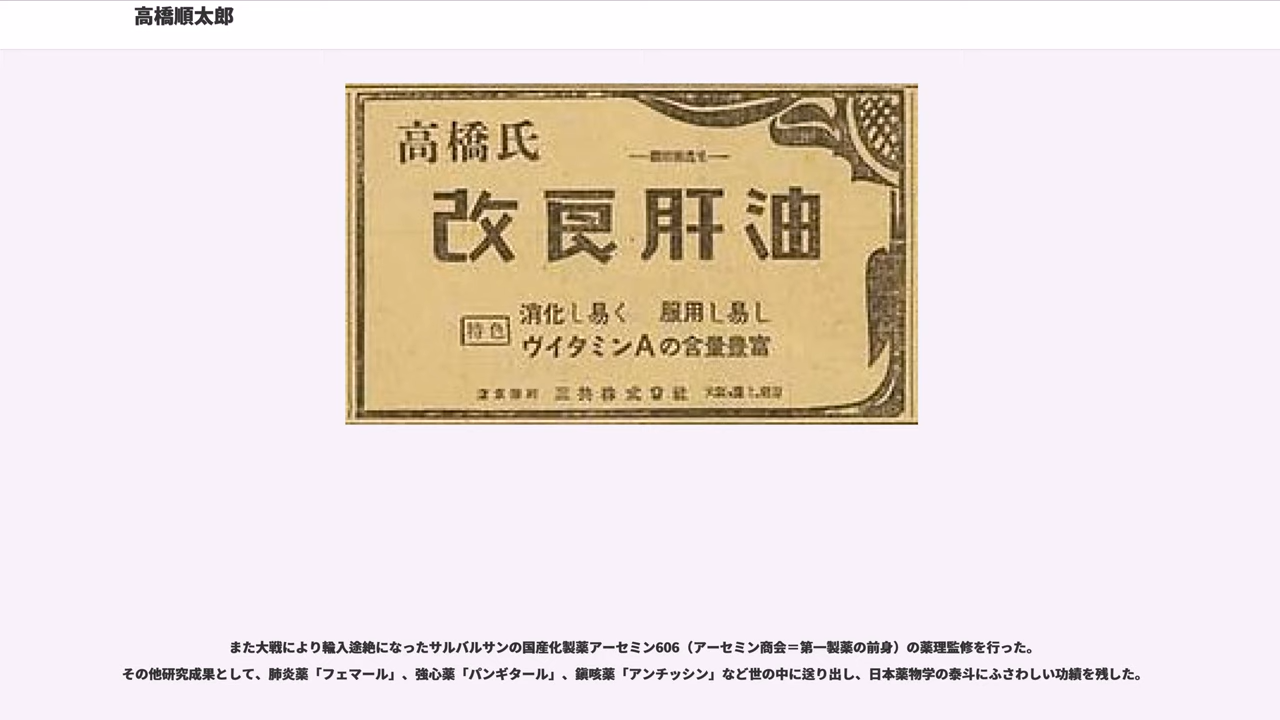 高橋順太郎
高橋氏
改良肝油
特色
消化し易く 服用し易し
ヴイタミンAの含量豊富
三共株式會社
また大戦により輸入途絶になったサルバルサンの国産化製薬アーセミン606（アーセミン商会＝第一製薬の前身）の薬理監修を行った。
その他研究成果として、肺炎薬「フェマール」、強心薬「パンギタール」、鎭咳薬「アンチッシン」など世の中に送り出し、日本薬物学の泰斗にふさわしい功績を残した。